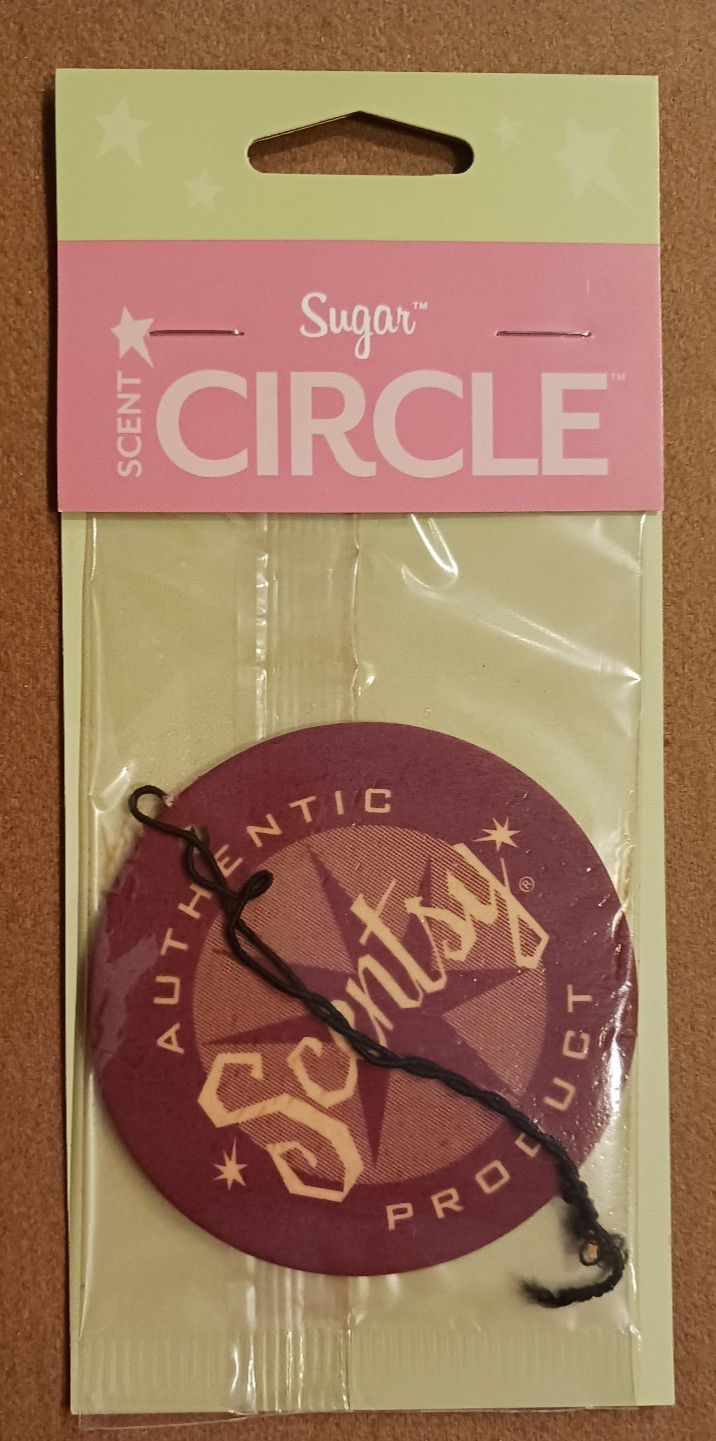 Sugar™
SCENT
CIRCLE™
AUTHENTIC
Scentsy®
PRODUCT